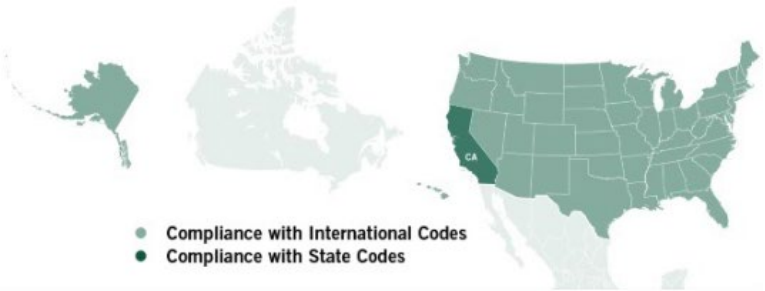 CA
Compliance with International Codes
Compliance with State Codes